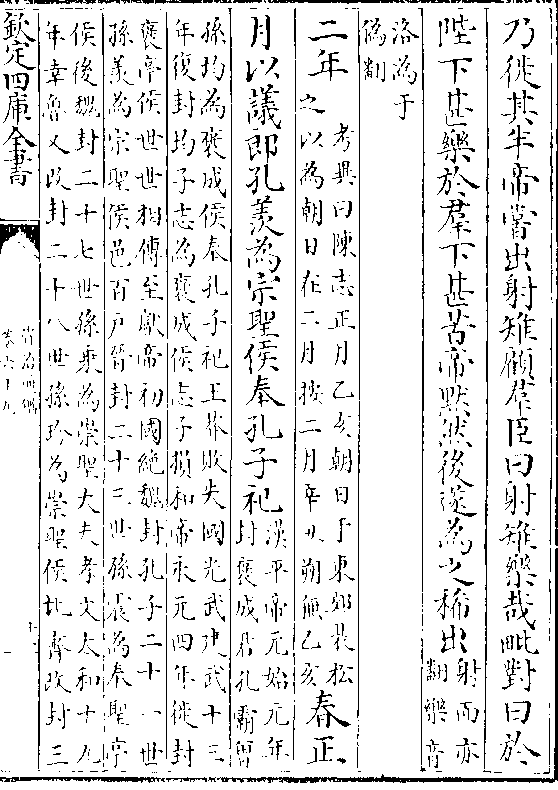 乃徙其半帝嘗出射雉顧羣臣曰射雉樂哉毗對曰於
陛下甚樂於羣下甚苦帝默然後遂為之稀出射而亦翻樂音
洛為于偽翻
二年考異曰陳志正月乙亥朝日于東郊裴松之以為朝日在二月按二月辛丑朔無乙亥春正
月以議郎孔羨為宗聖侯奉孔子祀漢平帝元始元年封褒成君孔霸曾
孫均為褒成侯奉孔子祀王莽敗失國光武建武十三
年復封均子志為褒成侯志子損和帝永元四年徙封
褒亭侯世世相傳至獻帝初國絶魏封孔子二十一世
孫羨為宗聖侯邑百戸晉封二十三世孫震為奉聖亭
侯後魏封二十七世孫乘為崇聖大夫孝文太和十九
年幸魯又改封二十八世孫珍為崇聖侯北齊改封三
欽定四庫全書
資治通鑑
卷六十九